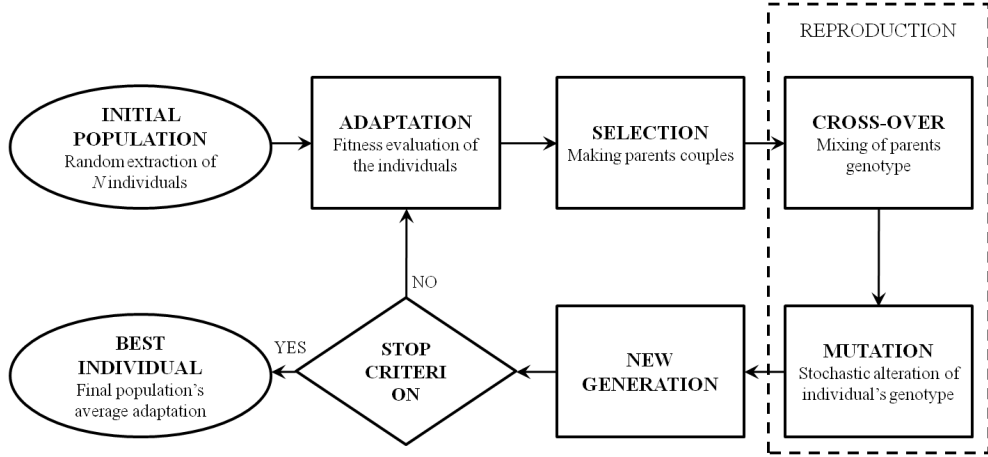 REPRODUCTION
INITIAL
POPULATION
Random extraction of
N individuals
ADAPTATION
Fitness evaluation of
the individuals
SELECTION
Making parents couples
CROSS-OVER
Mixing of parents
genotype
NO
BEST
INDIVIDUAL
Final population's
average adaptation
YES
STOP
CRITERI
ON
NEW
GENERATION
MUTATION
Stochastic alteration of
individual's genotype